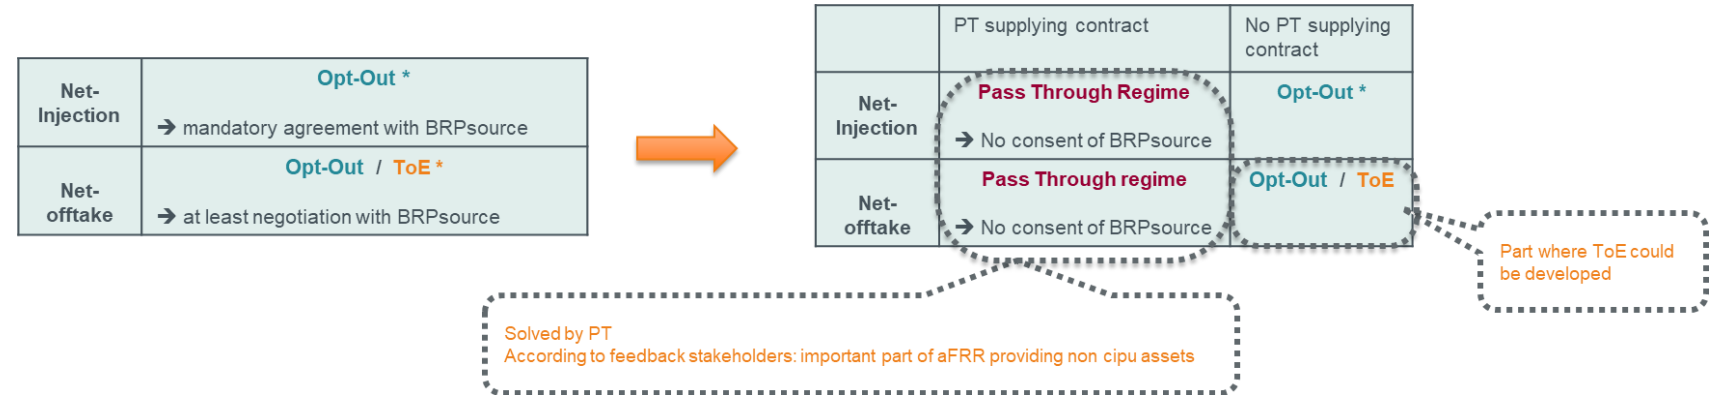 Net-
Injection
Opt-Out *
➔ mandatory agreement with BRPsource
Net-
offtake
Opt-Out / ToE *
➔ at least negotiation with BRPsource
PT supplying contract
No PT supplying
contract
Net-
Injection
Pass Through Regime
➔ No consent of BRPsource
Opt-Out *
Net-
offtake
Pass Through regime
➔ No consent of BRPsource
Opt-Out / ToE
Part where ToE could
be developed
Solved by PT
According to feedback stakeholders: important part of aFRR providing non cipu assets